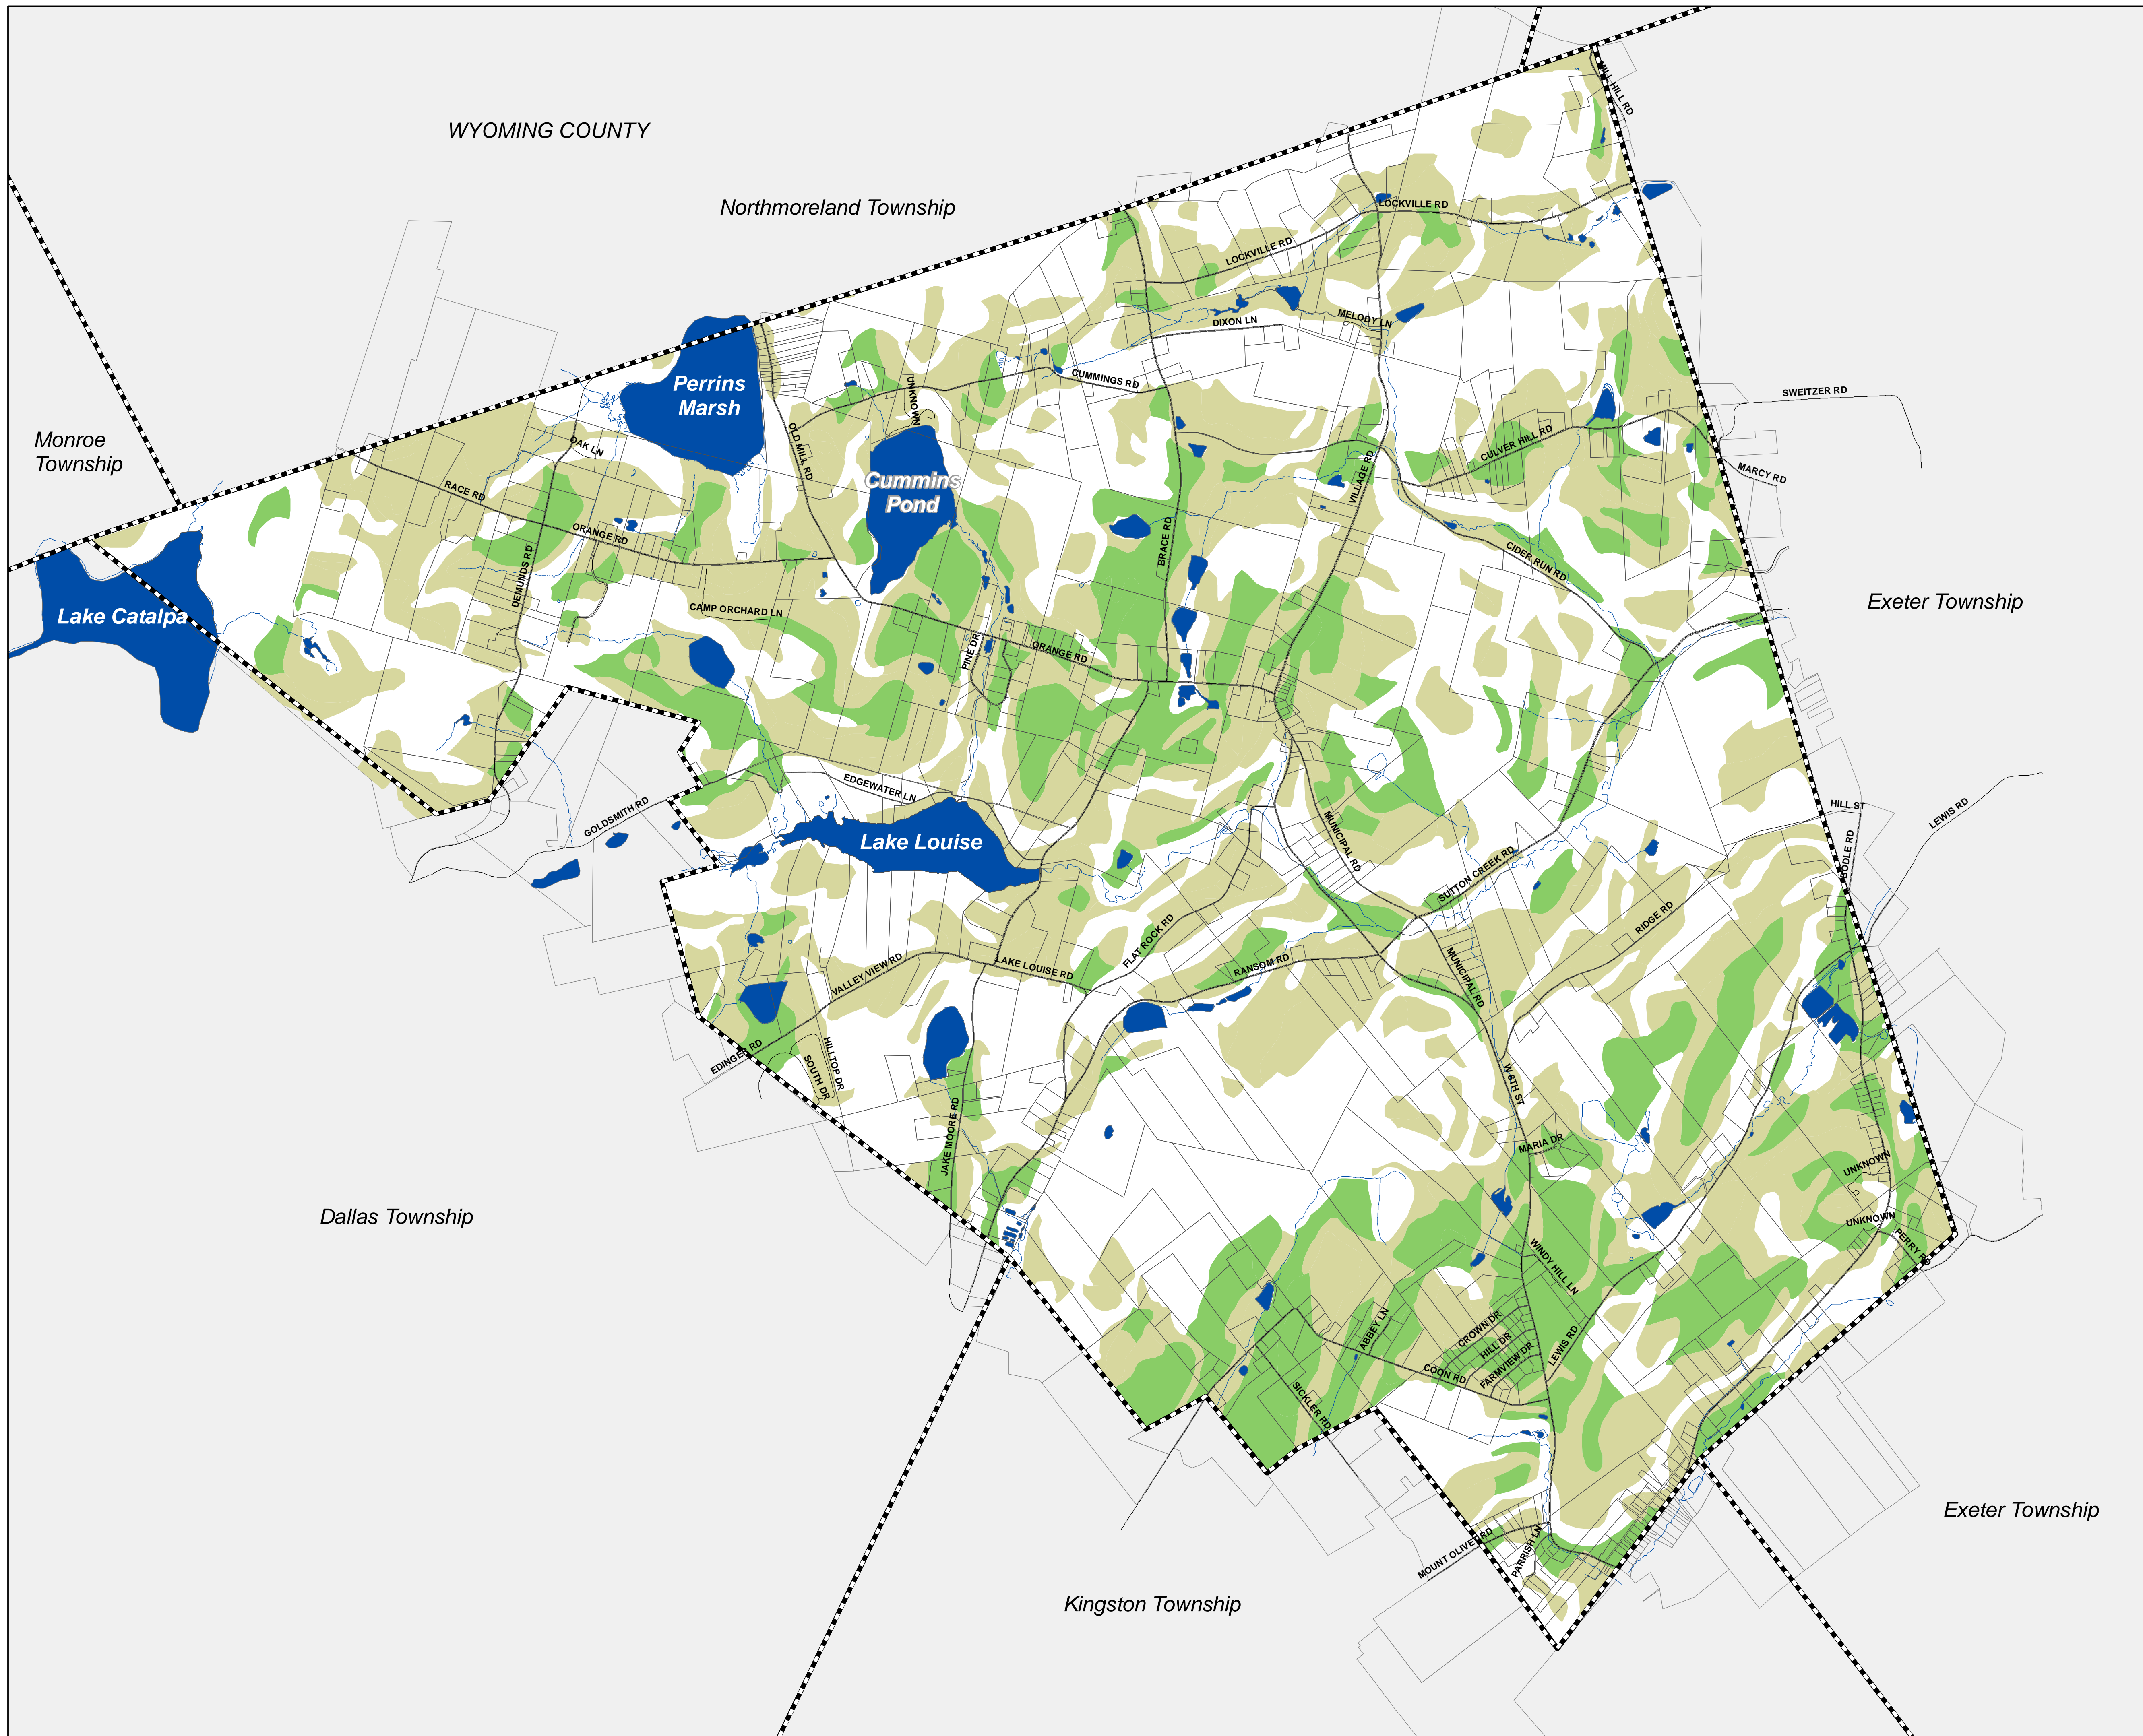 WYOMING COUNTY
Northmoreland Township
MILL HILL RD
LOCKVILLE RD
LOCKVILLE RD
MELODY LN
DIXON LN
CUMMINGS RD
UNKNOWN
Perrins
Marsh
SWEITZER RD
Monroe
Township
OAK LN
OLD MILL RD
CULVER HILL RD
MARCY RD
VILLAGE RD
RACE RD
Cummins
Pond
ORANGE RD
BRACE RD
CIDER RUN RD
DEMUNDS RD
Exeter Township
Lake Catalpa
CAMP ORCHARD LN
PINE DR
ORANGE RD
EDGEWATER LN
GOLDSMITH RD
Lake Louise
MUNICIPAL RD
HILL ST
LEWIS RD
BODLE RD
SUTTON CREEK RD
RIDGE RD
FLAT ROCK RD
VALLEY VIEW RD
LAKE LOUISE RD
RANSOM RD
MUNICIPAL RD
EDINGER RD
HILLTOP DR
SOUTH DR
W 8TH ST
JAKE MOORE RD
MARIA DR
UNKNOWN
UNKNOWN
PERRY RD
Dallas Township
WINDY HILL LN
CROWN DR
ABBEY LN
HILL DR
LEWIS RD
FARMVIEW DR
COON RD
SICKLER RD
Exeter Township
MOUNT OLIVET RD
PARRISH LN
Kingston Township